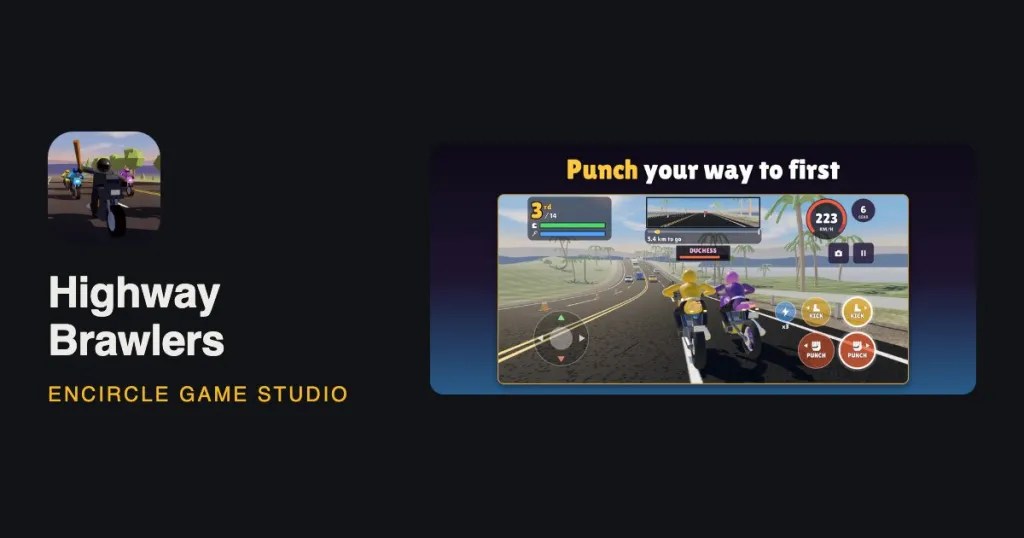 Highway
Brawlers
ENCIRCLE GAME STUDIO
Punch your way to first
3rd
/14
5.4 km to go
DUCHESS
223
KM/H
6
GEAR
x3
KICK
KICK
PUNCH
PUNCH